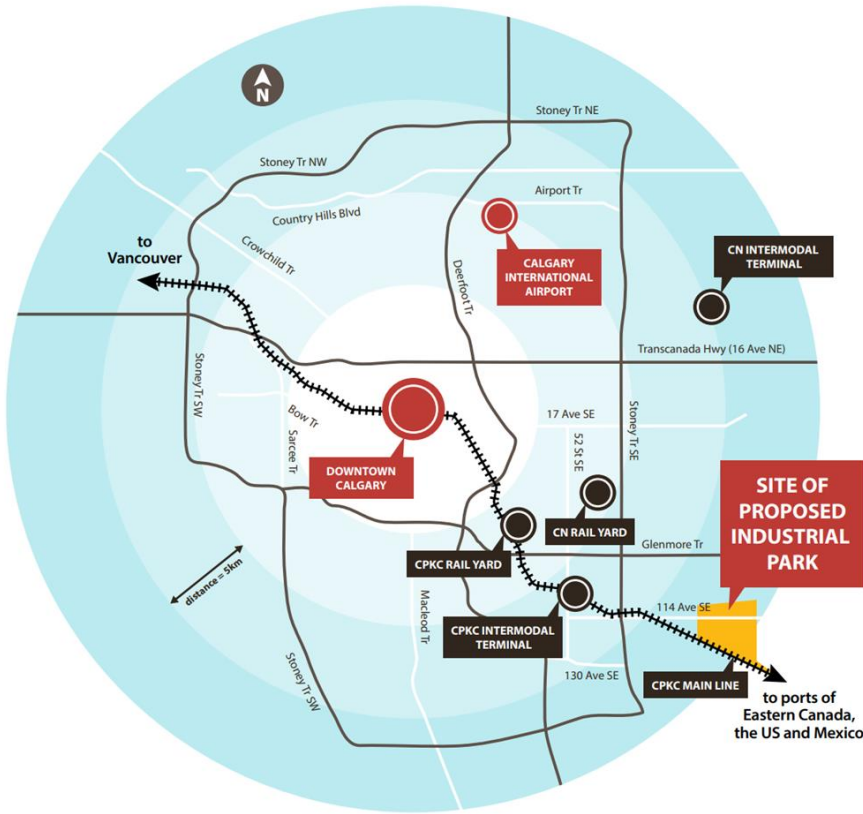 N
Stoney Tr NE
Stoney Tr NW
Airport Tr
Country Hills Blvd
Crowchild Tr
to
Vancouver
CALGARY
INTERNATIONAL
AIRPORT
CN INTERMODAL
TERMINAL
Deerfoot Tr
Transcanada Hwy (16 Ave NE)
Stoney Tr SW
Bow Tr
Sarcee Tr
DOWNTOWN
CALGARY
17 Ave SE
52 St SE
Stoney Tr SE
SITE OF
PROPOSED
INDUSTRIAL
PARK
CN RAIL YARD
CPKC RAIL YARD
Glenmore Tr
distance = 5km
Macleod Tr
CPKC INTERMODAL
TERMINAL
114 Ave SE
130 Ave SE
CPKC MAIN LINE
Stoney Tr SW
to ports of
Eastern Canada,
the US and Mexico